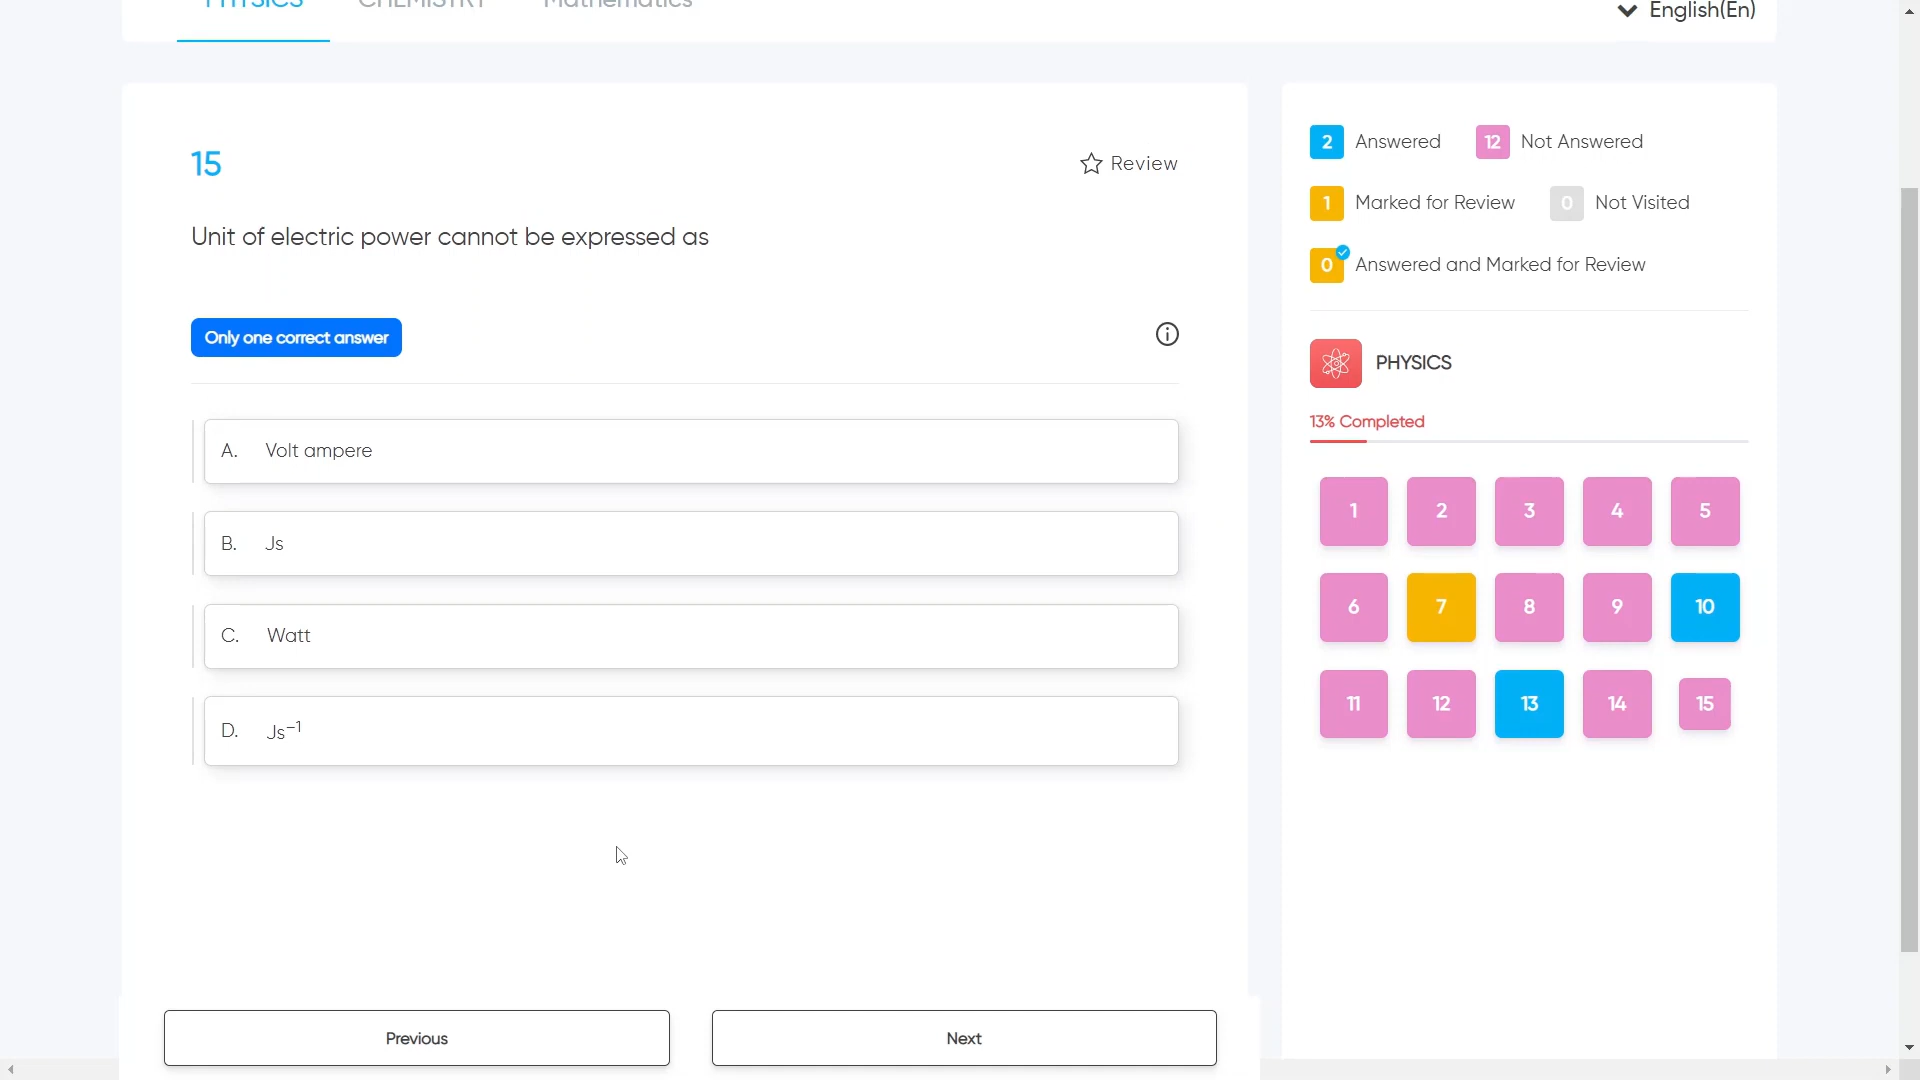 PHYSICS CHEMISTRY Mathematics
English(En)
15
Review
Unit of electric power cannot be expressed as
Only one correct answer
A. Volt ampere
B. Js
C. Watt
D. Js⁻¹
Previous
Next
2 Answered 12 Not Answered
1 Marked for Review 0 Not Visited
0 Answered and Marked for Review
PHYSICS
13% Completed
1 2 3 4 5
6 7 8 9 10
11 12 13 14 15